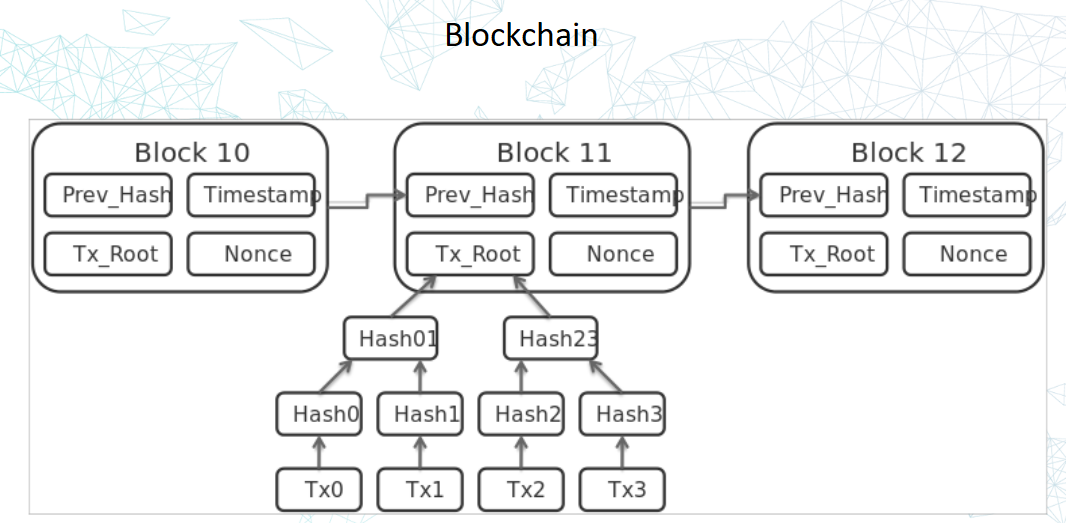 Blockchain
Block 10
Block 11
Block 12
Prev_Hash Timestamp
Prev_Hash Timestamp
Prev_Hash Timestamp
Tx_Root Nonce
Tx_Root Nonce
Tx_Root Nonce
Hash01 Hash23
Hash0 Hash1 Hash2 Hash3
Tx0 Tx1 Tx2 Tx3